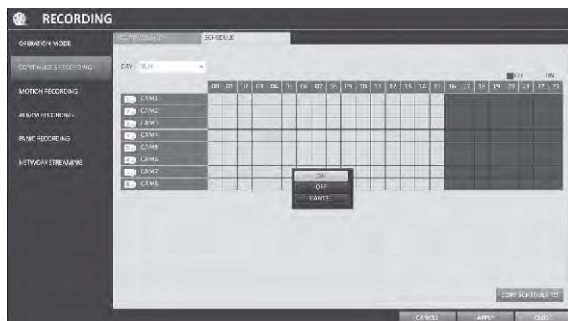 RECORDING
OPERATION MODE
SCHEDULE
CONTINUOUS RECORDING
DAY
SUN
OFF
ON
MOTION RECORDING
00 01 02 03 04 05 06 07 08 09 10 11 12 13 14 15 16 17 18 19 20 21 22 23
CAM1
CAM2
ALARM RECORDING
CAM3
CAM4
PANIC RECORDING
CAM5
CAM6
NETWORK STREAMING
CAM7
CAM8
ON
OFF
CANCEL
COPY SCHEDULE TO
CANCEL
APPLY
CLOSE